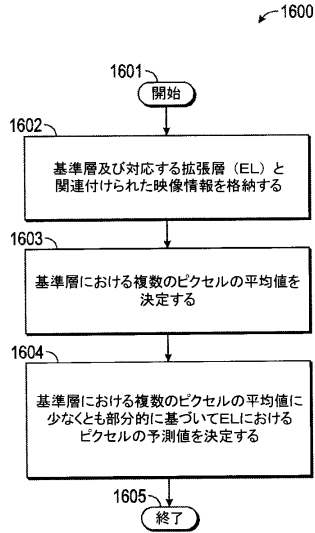 1600
1601
開始
1602
基準層及び対応する拡張層（EL）と
関連付けられた映像情報を格納する
1603
基準層における複数のピクセルの平均値を
決定する
1604
基準層における複数のピクセルの平均値に
少なくとも部分的に基づいてELにおける
ピクセルの予測値を決定する
1605
終了